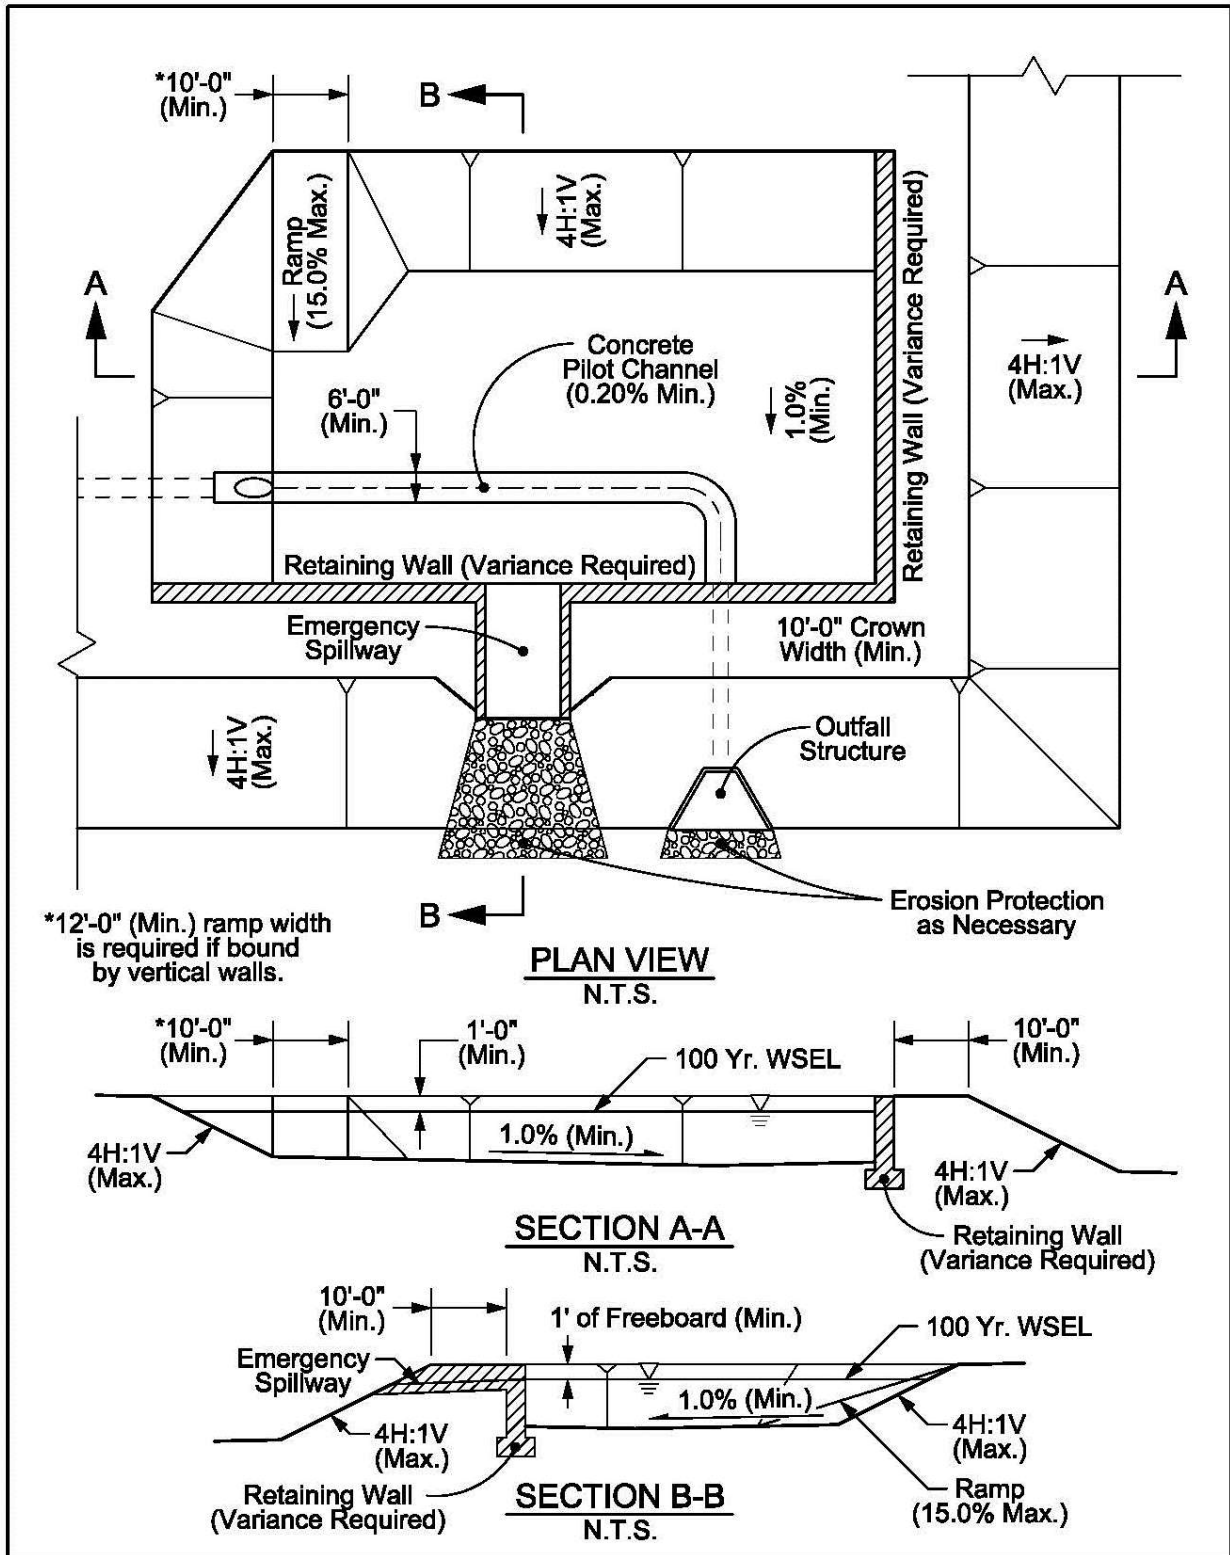 *10'-0"
(Min.)
B
Ramp
(15.0% Max.)
4H:1V
(Max.)
Retaining Wall (Variance Required)
A
A
4H:1V
(Max.)
Concrete
Pilot Channel
(0.20% Min.)
6'-0"
(Min.)
1.0%
(Min.)
Retaining Wall (Variance Required)
Emergency
Spillway
10'-0" Crown
Width (Min.)
4H:1V
(Max.)
Outfall
Structure
B
Erosion Protection
as Necessary
*12'-0" (Min.) ramp width
is required if bound
by vertical walls.
PLAN VIEW
N.T.S.
*10'-0"
(Min.)
1'-0"
(Min.)
100 Yr. WSEL
10'-0"
(Min.)
4H:1V
(Max.)
1.0% (Min.)
4H:1V
(Max.)
Retaining Wall
(Variance Required)
SECTION A-A
N.T.S.
10'-0"
(Min.)
1' of Freeboard (Min.)
100 Yr. WSEL
Emergency
Spillway
1.0% (Min.)
4H:1V
(Max.)
4H:1V
(Max.)
Retaining Wall
(Variance Required)
Ramp
(15.0% Max.)
SECTION B-B
N.T.S.